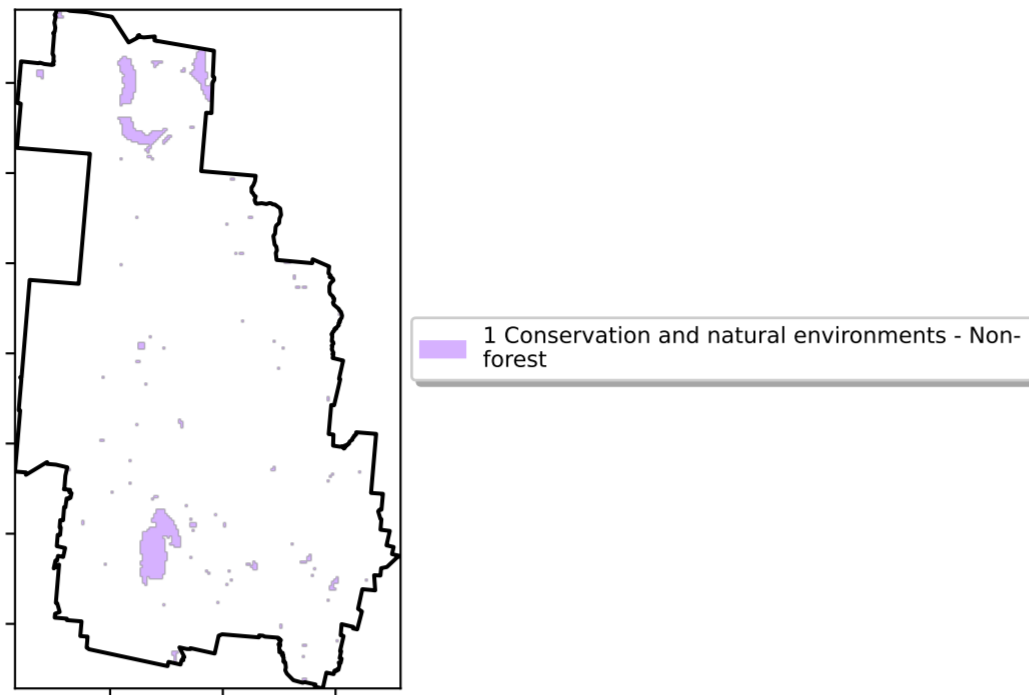 1 Conservation and natural environments - Non-
forest